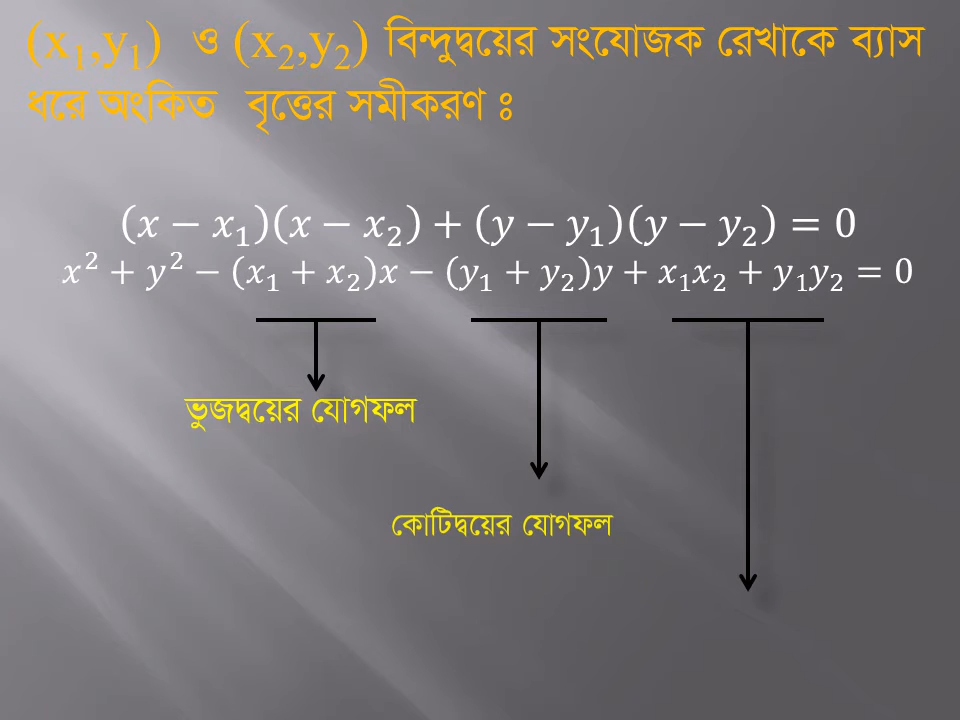 (x₁,y₁) ও (x₂,y₂) বিন্দুদ্বয়ের সংযোজক রেখাকে ব্যাস
ধরে অংকিত বৃত্তের সমীকরণ ঃ
(𝑥 − 𝑥₁)(𝑥 − 𝑥₂) + (𝑦 − 𝑦₁)(𝑦 − 𝑦₂) = 0
𝑥² + 𝑦² − (𝑥₁ + 𝑥₂)𝑥 − (𝑦₁ + 𝑦₂)𝑦 + 𝑥₁𝑥₂ + 𝑦₁𝑦₂ = 0
ভুজদ্বয়ের যোগফল
কোটিদ্বয়ের যোগফল